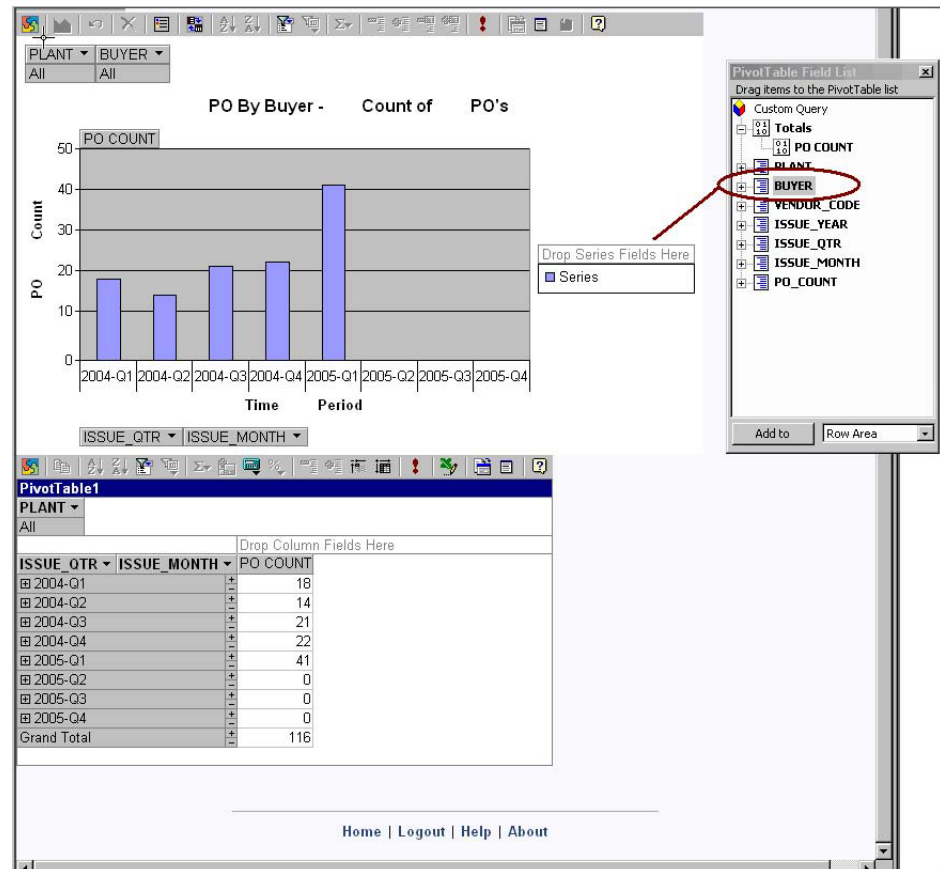 PLANT BUYER
All All
PO By Buyer - Count of PO's
PO COUNT
50
40
30
20
10
0
PO Count
2004-Q1 2004-Q2 2004-Q3 2004-Q4 2005-Q1 2005-Q2 2005-Q3 2005-Q4
Time Period
ISSUE_QTR ISSUE_MONTH
Drop Series Fields Here
Series
PivotTable Field List
Drag items to the PivotTable list
Custom Query
Totals
PO COUNT
PLANT
BUYER
VENDOR_CODE
ISSUE_YEAR
ISSUE_QTR
ISSUE_MONTH
PO_COUNT
Add to Row Area
PivotTable1
PLANT
All
Drop Column Fields Here
ISSUE_QTR ISSUE_MONTH PO COUNT
2004-Q1 18
2004-Q2 14
2004-Q3 21
2004-Q4 22
2005-Q1 41
2005-Q2 0
2005-Q3 0
2005-Q4 0
Grand Total 116
Home | Logout | Help | About